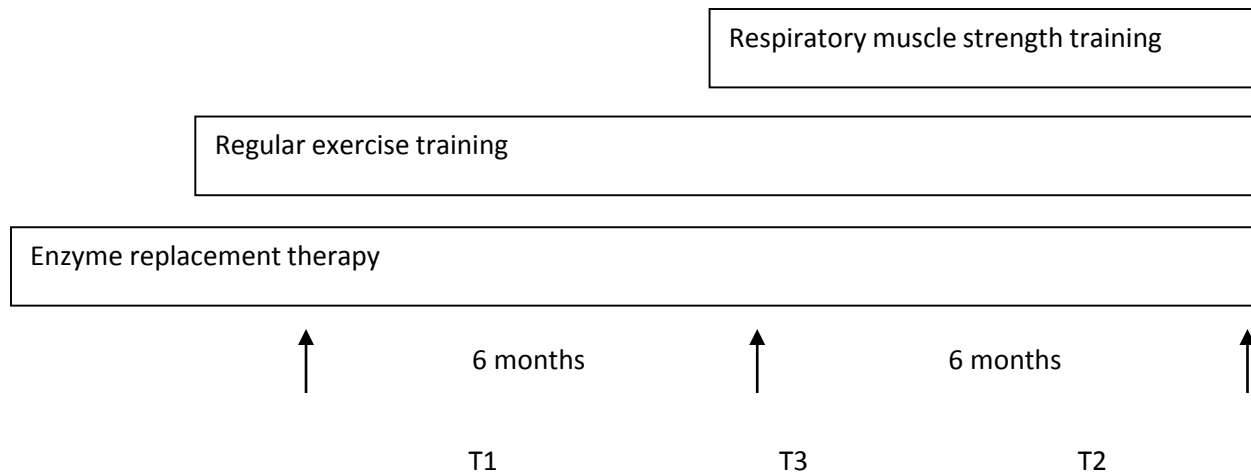 Respiratory muscle strength training
Regular exercise training
Enzyme replacement therapy
6 months 6 months
T1 T3 T2